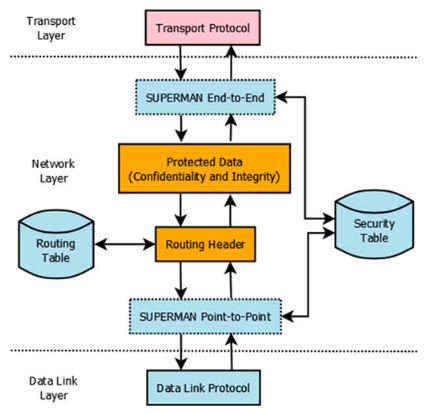 Transport
Layer
Transport Protocol
SUPERMAN End-to-End
Network
Layer
Protected Data
(Confidentiality and Integrity)
Routing
Table
Routing Header
Security
Table
SUPERMAN Point-to-Point
Data Link
Layer
Data Link Protocol